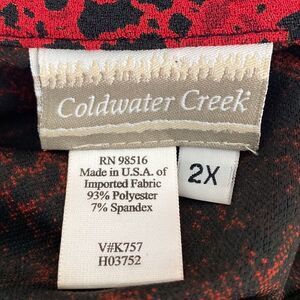 Coldwater Creek®
RN 98516
Made in U.S.A. of
Imported Fabric
93% Polyester
7% Spandex
V#K757
H03752
2X